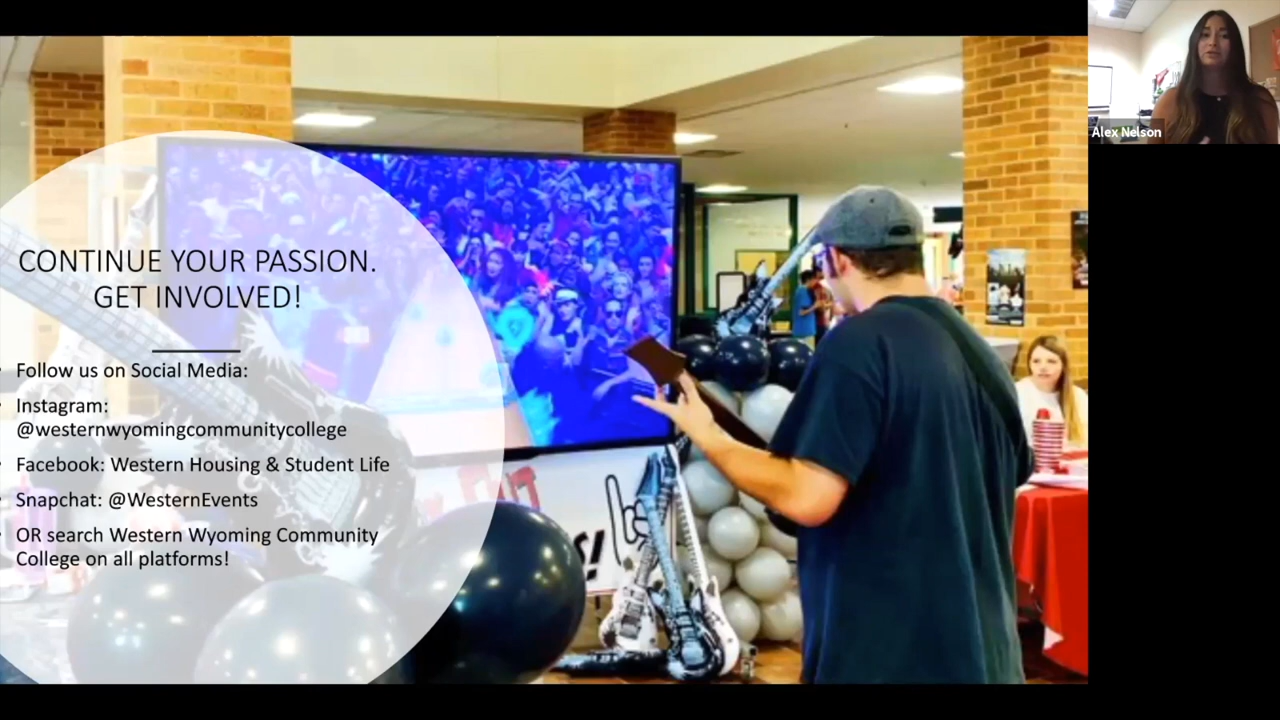 CONTINUE YOUR PASSION.
GET INVOLVED!
Follow us on Social Media:
Instagram:
@westernwyomingcommunitycollege
Facebook: Western Housing & Student Life
Snapchat: @WesternEvents
OR search Western Wyoming Community
College on all platforms!
Alex Nelson